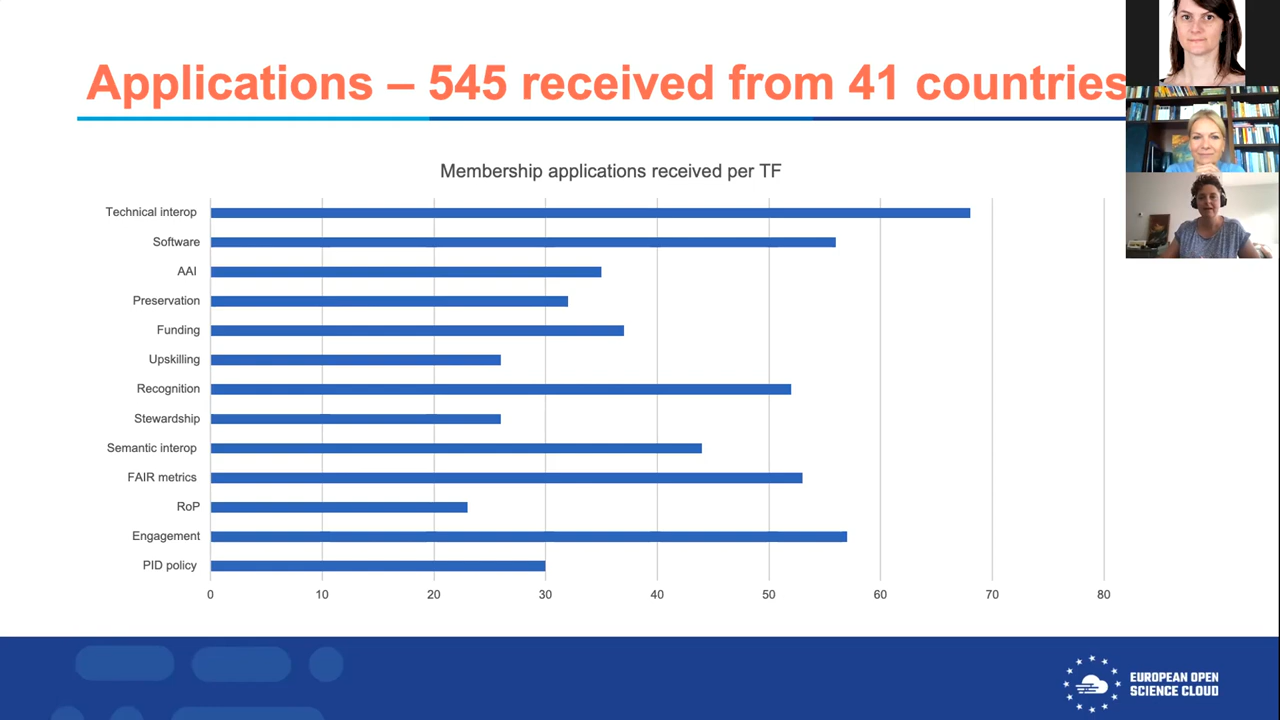 Applications – 545 received from 41 countries
Membership applications received per TF
Technical interop
Software
AAI
Preservation
Funding
Upskilling
Recognition
Stewardship
Semantic interop
FAIR metrics
RoP
Engagement
PID policy
0 10 20 30 40 50 60 70 80
EUROPEAN OPEN
SCIENCE CLOUD